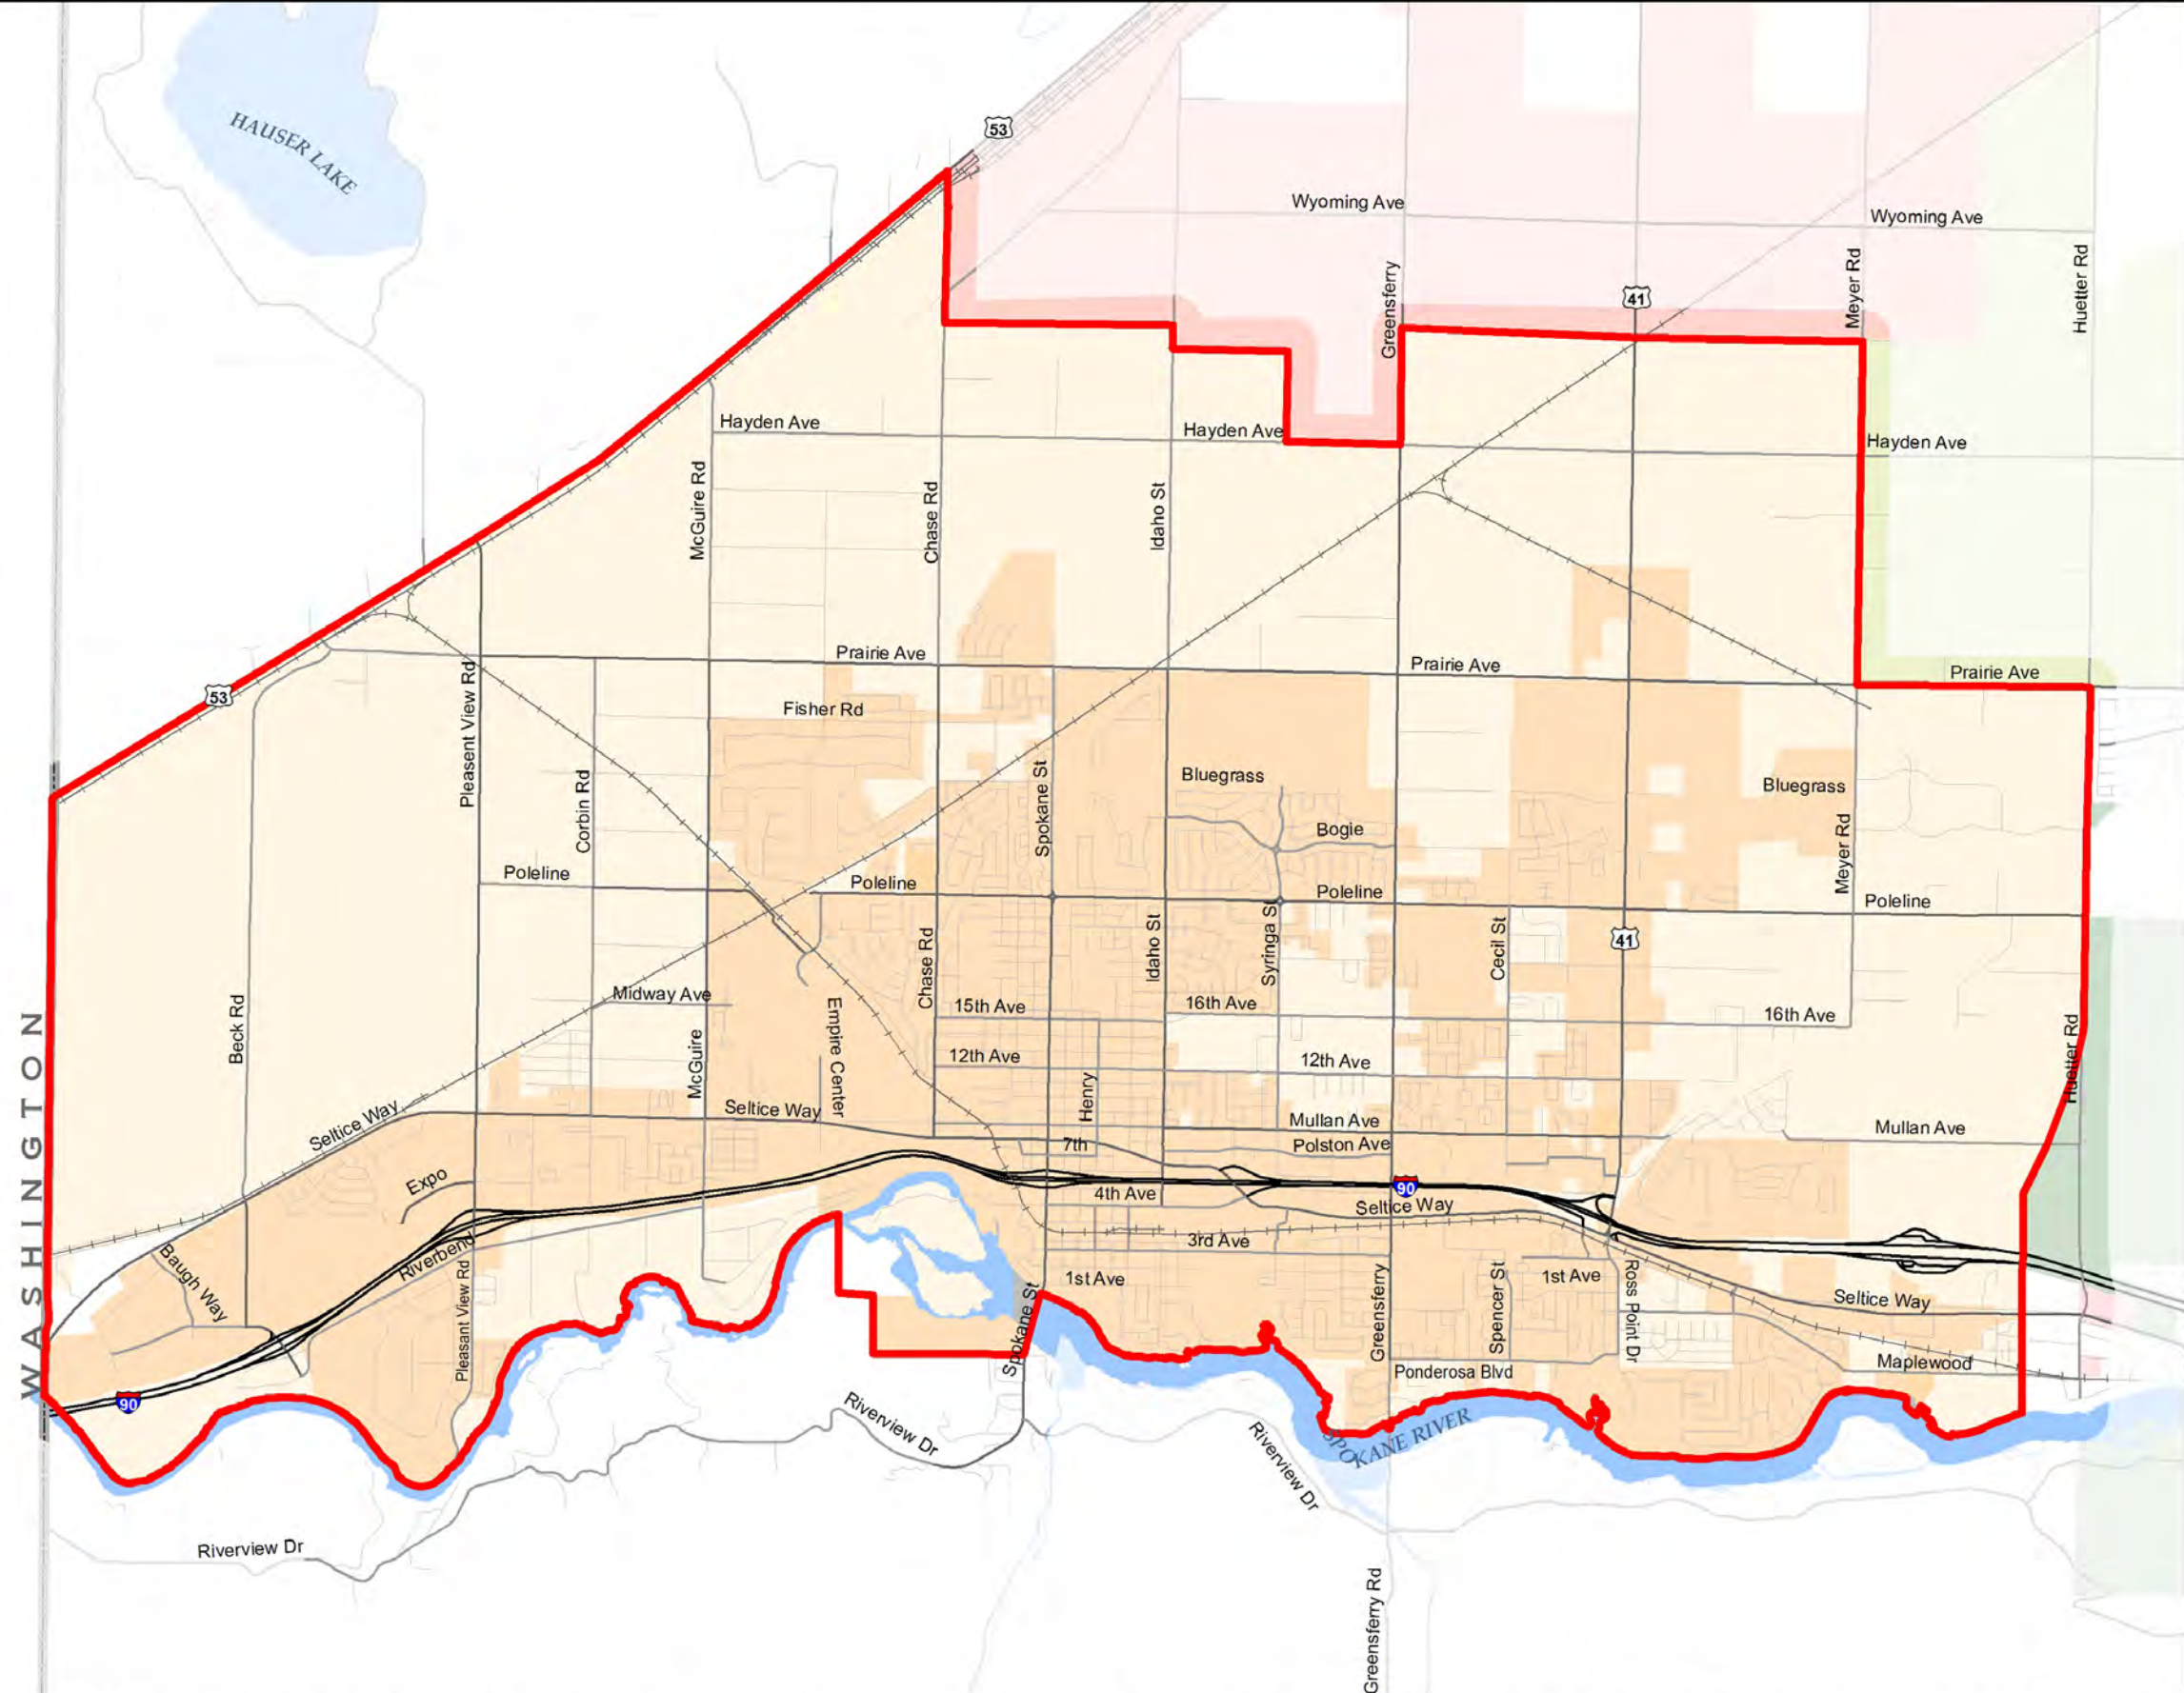 HAUSER LAKE
53
Wyoming Ave
Wyoming Ave
Greensferry
41
Meyer Rd
Huetter Rd
Hayden Ave
Hayden Ave
Hayden Ave
McGuire Rd
Chase Rd
Idaho St
Prairie Ave
Prairie Ave
Prairie Ave
53
Pleasent View Rd
Fisher Rd
Corbin Rd
Spokane St
Bluegrass
Bluegrass
Bogie
Meyer Rd
Poleline
Poleline
Poleline
Poleline
Chase Rd
Idaho St
Syringa St
Cecil St
41
Beck Rd
Midway Ave
Empire Center
15th Ave
16th Ave
16th Ave
WASHINGTON
McGuire
12th Ave
12th Ave
Henry
Huetter Rd
Seltice Way
Seltice Way
Mullan Ave
Mullan Ave
7th
Polston Ave
Expo
4th Ave
90
Seltice Way
Baugh Way
Riverbend
3rd Ave
Pleasant View Rd
1st Ave
1st Ave
Spokane St
Greensferry
Spencer St
Ross Point Dr
Seltice Way
Maplewood
Ponderosa Blvd
90
Riverview Dr
Riverview Dr
SPOKANE RIVER
Riverview Dr
Greensferry Rd